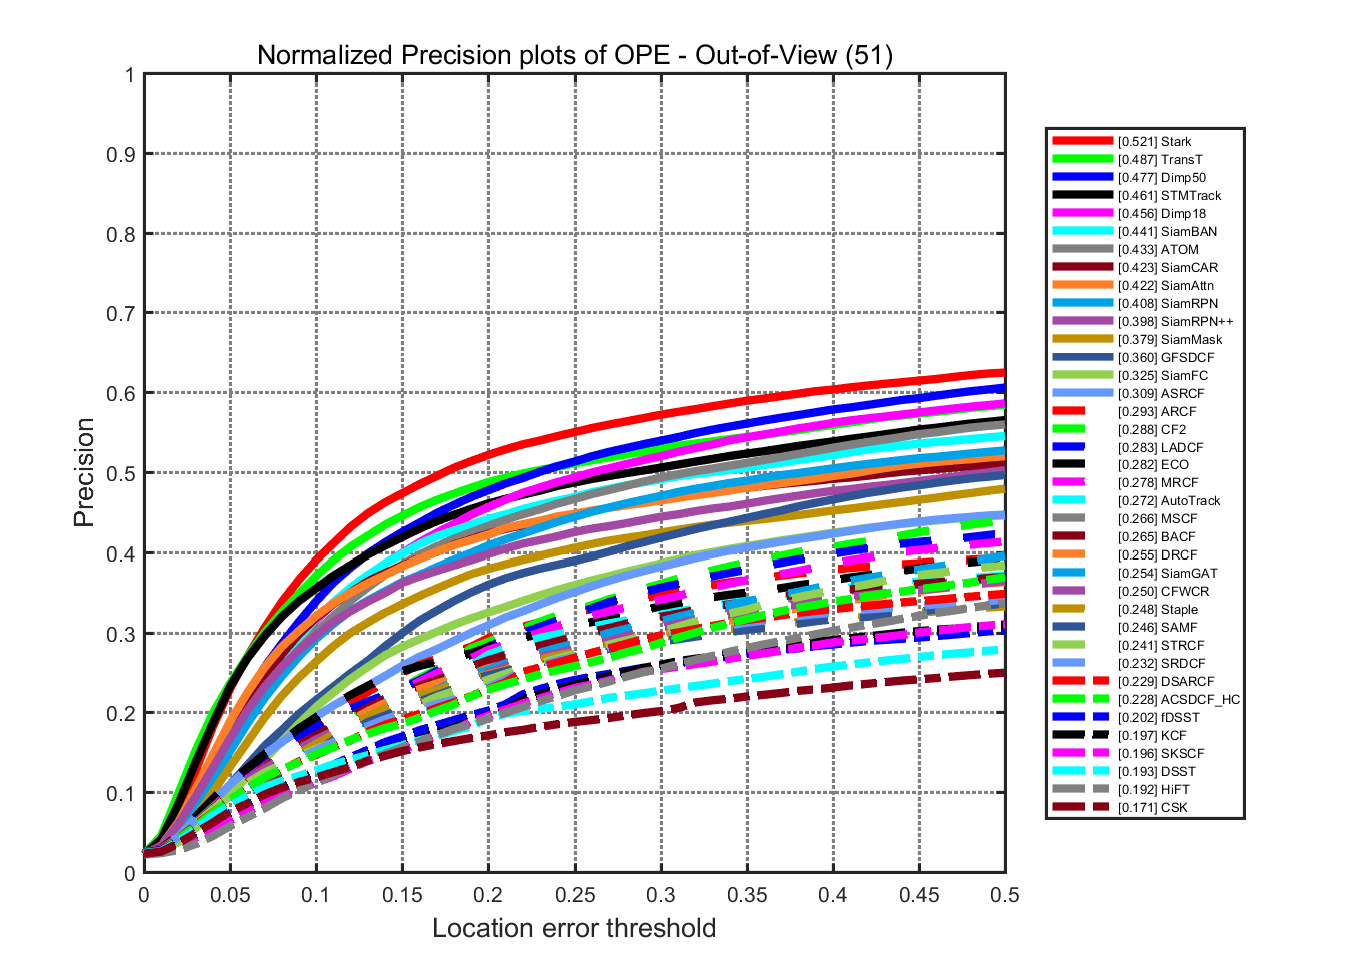 Normalized Precision plots of OPE - Out-of-View (51)
1
0.9
0.8
0.7
0.6
0.5
0.4
0.3
0.2
0.1
0
Precision
0 0.05 0.1 0.15 0.2 0.25 0.3 0.35 0.4 0.45 0.5
Location error threshold
[0.521] Stark
[0.487] TransT
[0.477] Dimp50
[0.461] STMTrack
[0.456] Dimp18
[0.441] SiamBAN
[0.433] ATOM
[0.423] SiamCAR
[0.422] SiamAttn
[0.408] SiamRPN
[0.398] SiamRPN++
[0.379] SiamMask
[0.360] GFSDCF
[0.325] SiamFC
[0.309] ASRCF
[0.293] ARCF
[0.288] CF2
[0.283] LADCF
[0.282] ECO
[0.278] MRCF
[0.272] AutoTrack
[0.266] MSCF
[0.265] BACF
[0.255] DRCF
[0.254] SiamGAT
[0.250] CFWCR
[0.248] Staple
[0.246] SAMF
[0.241] STRCF
[0.232] SRDCF
[0.229] DSARCF
[0.228] ACSDCF_HC
[0.202] fDSST
[0.197] KCF
[0.196] SKSCF
[0.193] DSST
[0.192] HiFT
[0.171] CSK